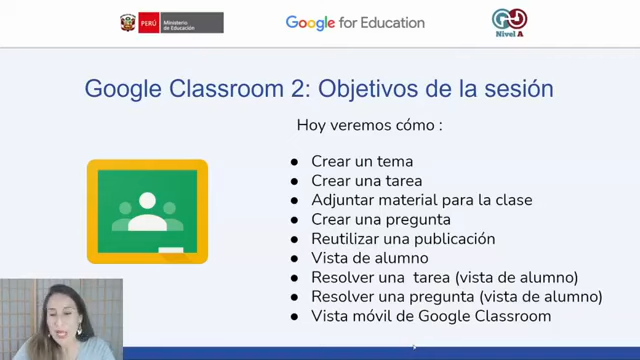 PERÚ
Ministerio
de Educación
Google for Education
GEG
Nivel A
Google Classroom 2: Objetivos de la sesión
Hoy veremos cómo :
● Crear un tema
● Crear una tarea
● Adjuntar material para la clase
● Crear una pregunta
● Reutilizar una publicación
● Vista de alumno
● Resolver una tarea (vista de alumno)
● Resolver una pregunta (vista de alumno)
● Vista móvil de Google Classroom